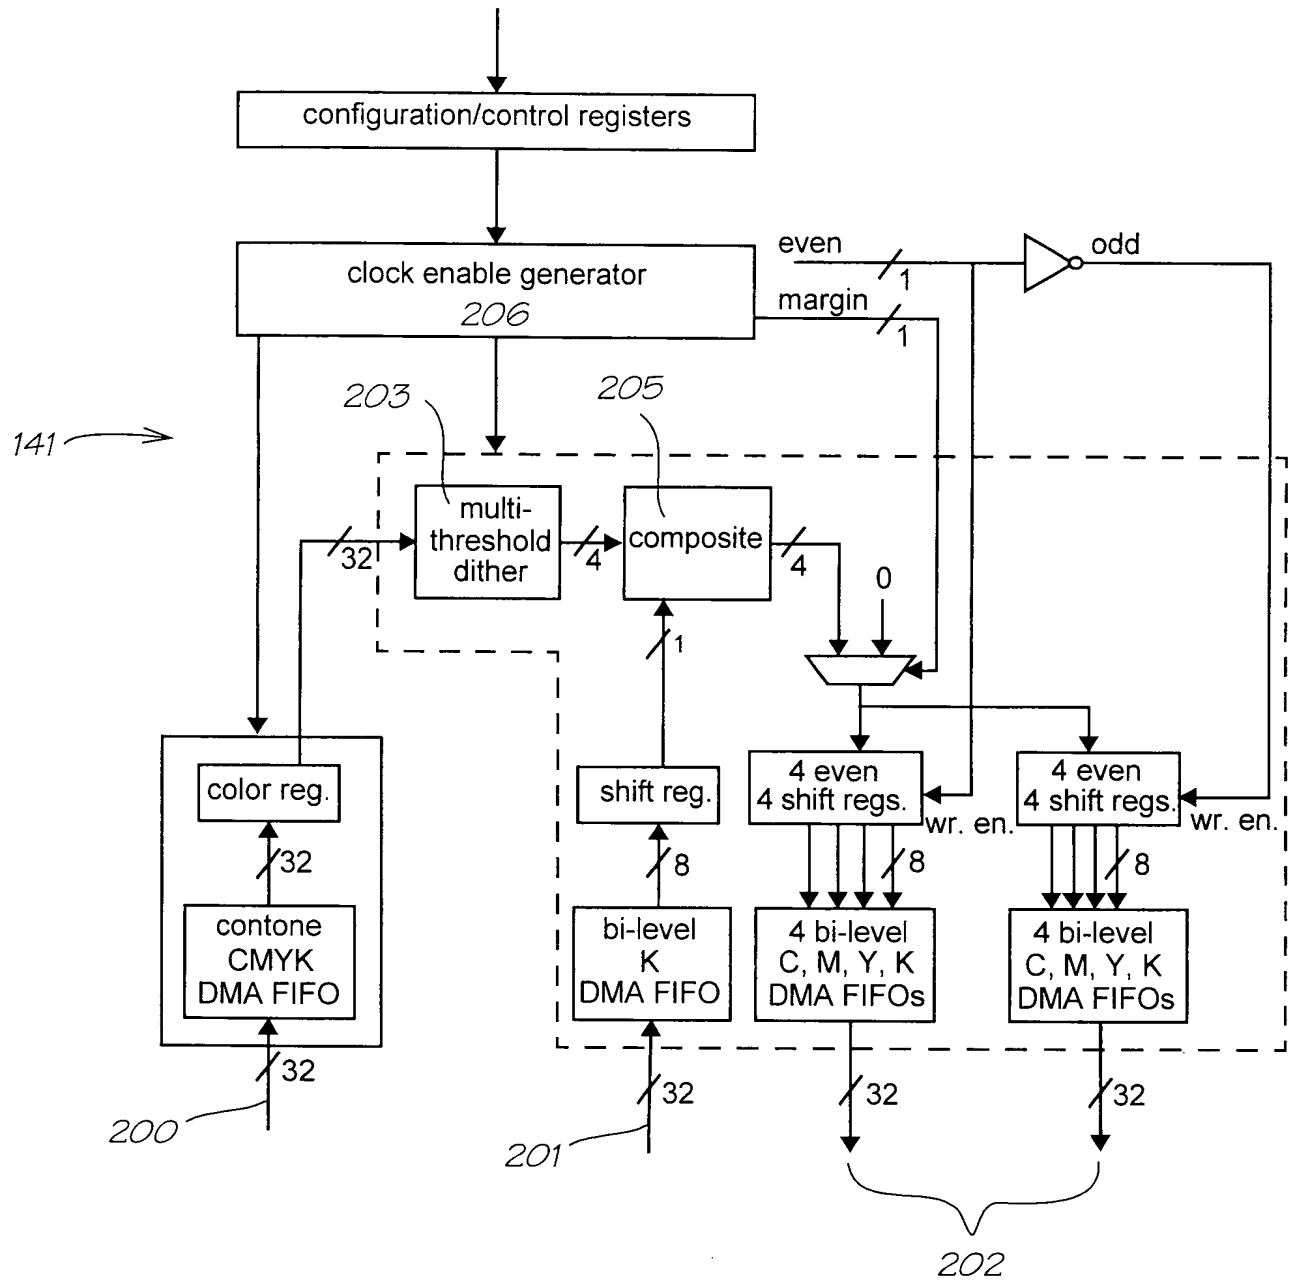 configuration/control registers
clock enable generator
206
even
1
odd
margin
1
203
205
141
multi-
threshold
dither
32
4
composite
4
0
1
color reg.
shift reg.
4 even
4 shift regs.
wr. en.
4 even
4 shift regs.
wr. en.
32
8
8
8
contone
CMYK
DMA FIFO
bi-level
K
DMA FIFO
4 bi-level
C, M, Y, K
DMA FIFOs
4 bi-level
C, M, Y, K
DMA FIFOs
32
32
32
32
200
201
202